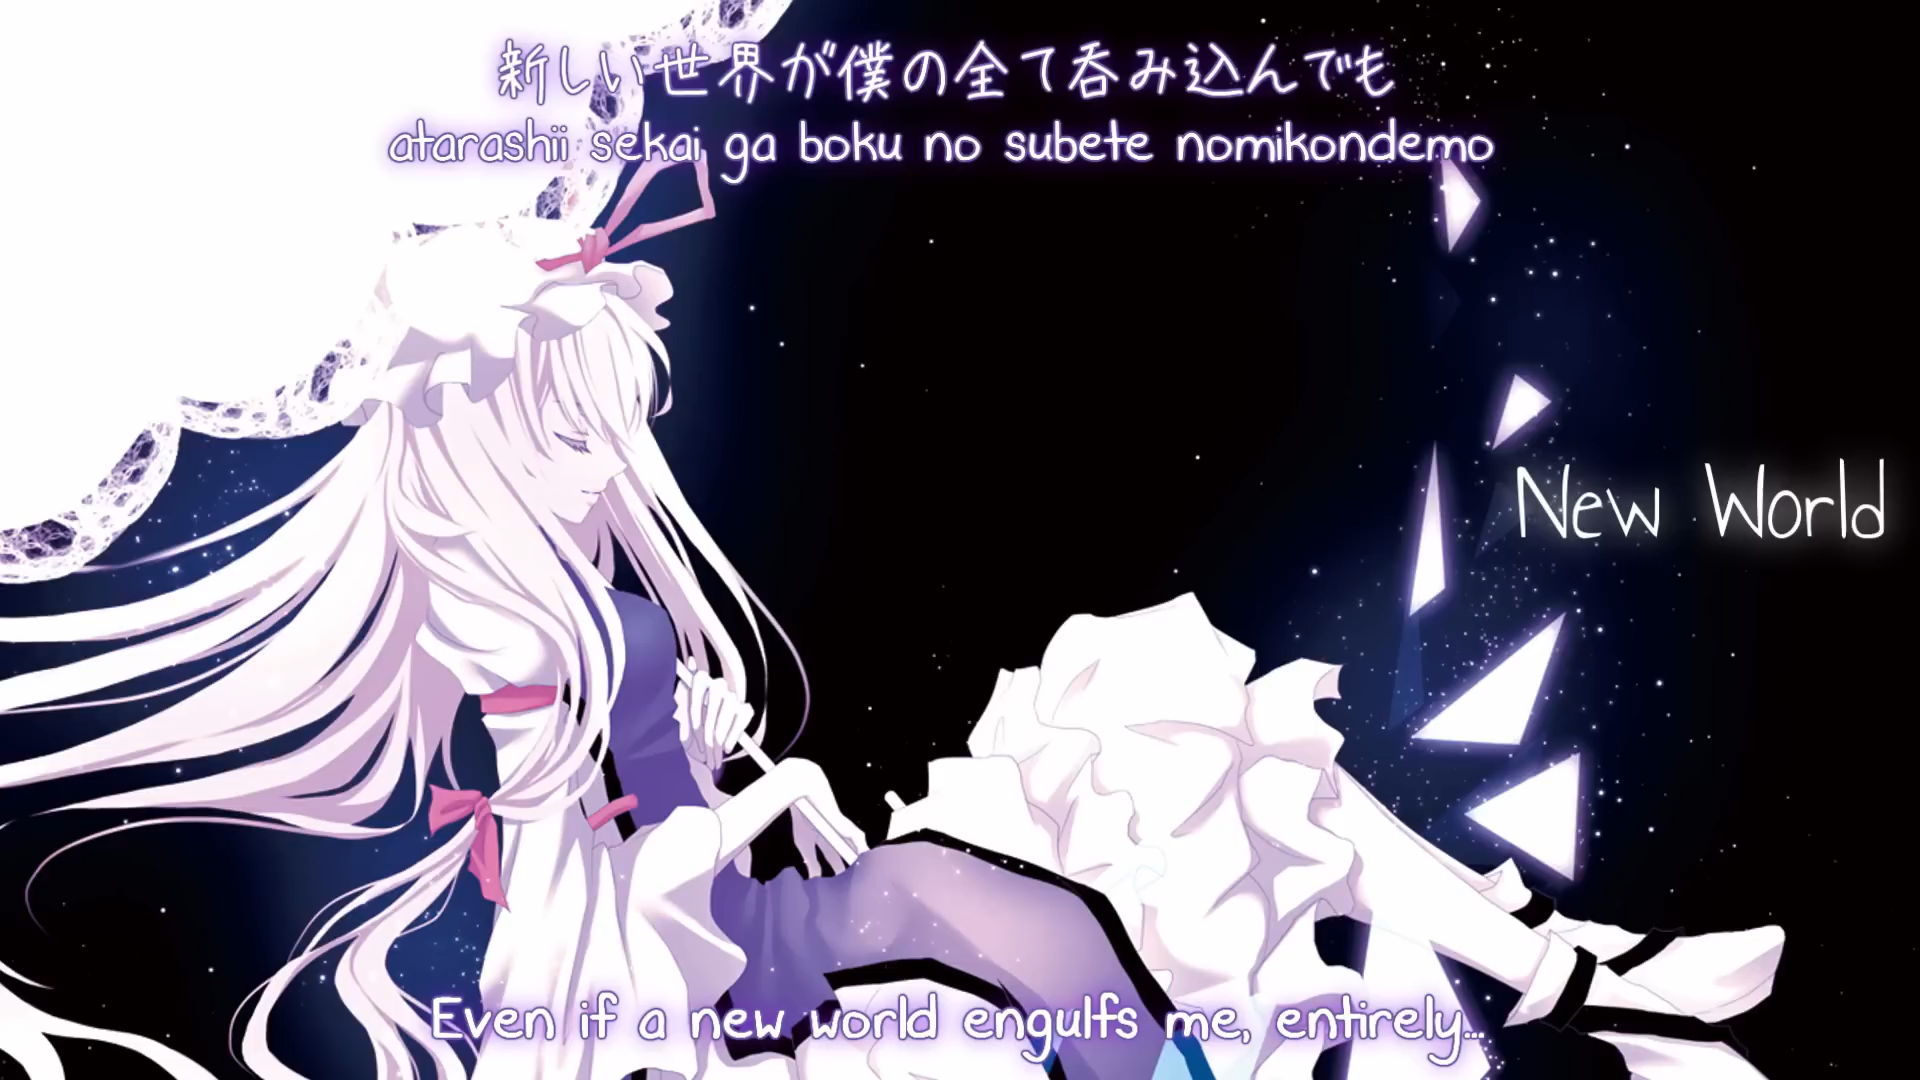 新しい世界が僕の全て呑み込んでも
atarashii sekai ga boku no subete nomikondemo
New World
Even if a new world engulfs me, entirely...